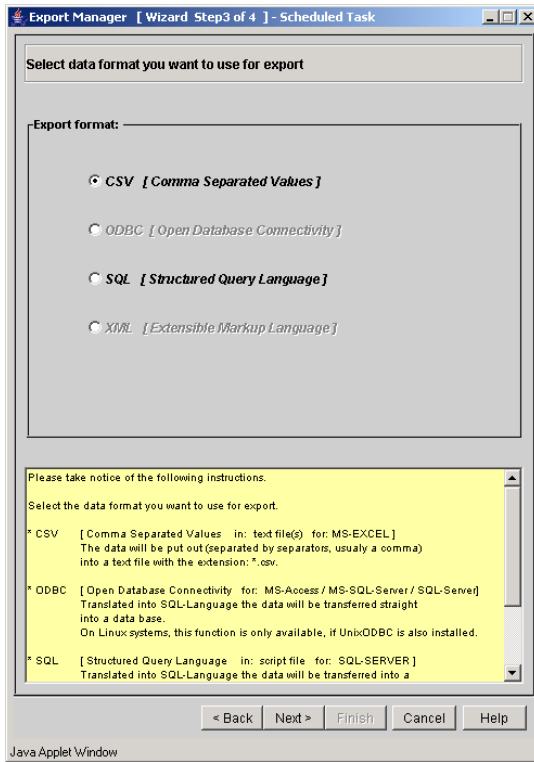 Export Manager [ Wizard Step3 of 4 ] - Scheduled Task
Select data format you want to use for export
Export format:
CSV [ Comma Separated Values ]
ODBC [ Open Database Connectivity ]
SQL [ Structured Query Language ]
XML [ Extensible Markup Language ]
Please take notice of the following instructions.
Select the data format you want to use for export.
* CSV [ Comma Separated Values in: text file(s) for: MS-EXCEL ]
The data will be put out (separated by separators, usualy a comma)
into a text file with the extension: *.csv.
* ODBC [ Open Database Connectivity for: MS-Access / MS-SQL-Server / SQL-Server]
Translated into SQL-Language the data will be transferred straight
into a data base.
On Linux systems, this function is only available, if UnixODBC is also installed.
* SQL [ Structured Query Language in: script file for: SQL-SERVER ]
Translated into SQL-Language the data will be transferred into a
< Back Next > Finish Cancel Help
Java Applet Window